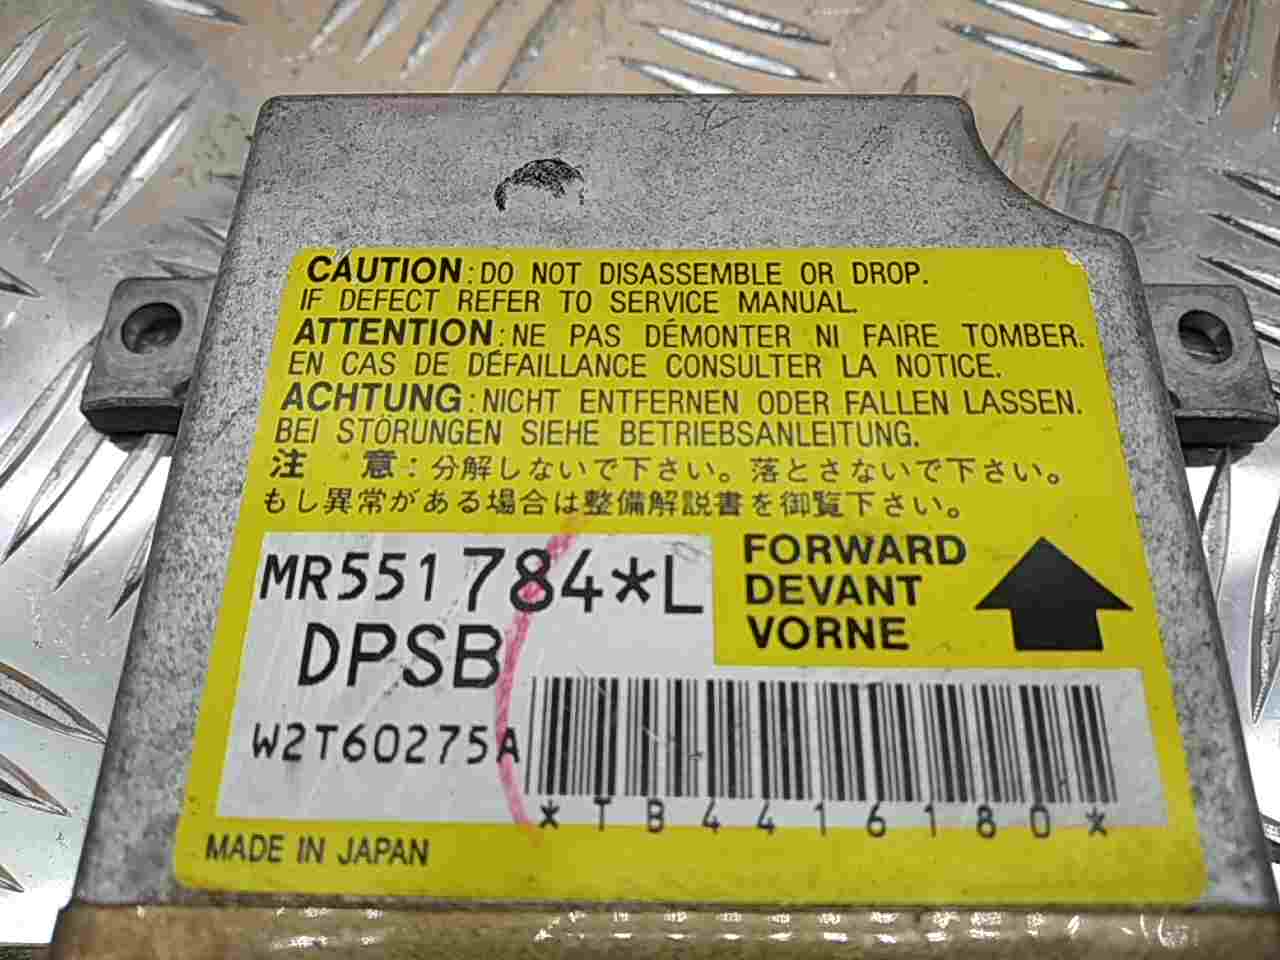 CAUTION: DO NOT DISASSEMBLE OR DROP.
IF DEFECT REFER TO SERVICE MANUAL.
ATTENTION: NE PAS DÉMONTER NI FAIRE TOMBER.
EN CAS DE DÉFAILLANCE CONSULTER LA NOTICE.
ACHTUNG: NICHT ENTFERNEN ODER FALLEN LASSEN.
BEI STÖRUNGEN SIEHE BETRIEBSANLEITUNG.
注 意:分解しないで下さい。落とさないで下さい。
もし異常がある場合は整備解説書を御覧下さい。
MR551784*L
DPSB
FORWARD
DEVANT
VORNE
W2T60275A
*TB4416180*
MADE IN JAPAN